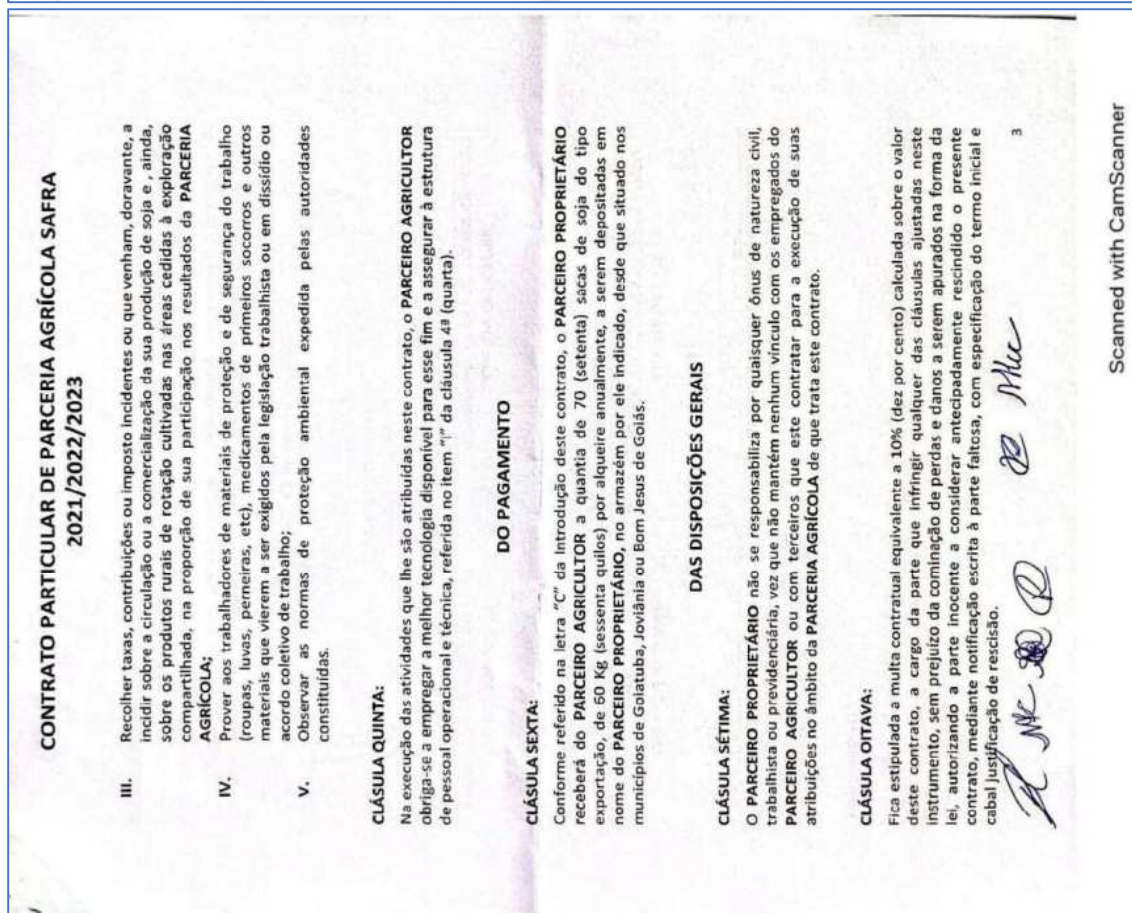 CONTRATO PARTICULAR DE PARCERIA AGRÍCOLA SAFRA
2021/2022/2023
III. Recolher taxas, contribuições ou imposto incidentes ou que venham, doravante, a
incidir sobre a circulação ou a comercialização da sua produção de soja e , ainda,
sobre os produtos rurais de rotação cultivadas nas áreas cedidas à exploração
compartilhada, na proporção de sua participação nos resultados da PARCERIA
AGRÍCOLA;
IV. Prover aos trabalhadores de materiais de proteção e de segurança do trabalho
(roupas, luvas, perneiras, etc), medicamentos de primeiros socorros e outros
materiais que vierem a ser exigidos pela legislação trabalhista ou em dissídio ou
acordo coletivo de trabalho;
V. Observar as normas de proteção ambiental expedida pelas autoridades
constituídas.
CLÁSULA QUINTA:
Na execução das atividades que lhe são atribuídas neste contrato, o PARCEIRO AGRICULTOR
obriga-se a empregar a melhor tecnologia disponível para esse fim e a assegurar à estrutura
de pessoal operacional e técnica, referida no item "I" da cláusula 4ª (quarta).
DO PAGAMENTO
CLÁSULA SEXTA:
Conforme referido na letra "C" da Introdução deste contrato, o PARCEIRO PROPRIETÁRIO
receberá do PARCEIRO AGRICULTOR a quantia de 70 (setenta) sacas de soja do tipo
exportação, de 60 Kg (sessenta quilos) por alqueire anualmente, a serem depositadas em
nome do PARCEIRO PROPRIETÁRIO, no armazém por ele indicado, desde que situado nos
municípios de Goiatuba, Joviânia ou Bom Jesus de Goiás.
DAS DISPOSIÇÕES GERAIS
CLÁSULA SÉTIMA:
O PARCEIRO PROPRIETÁRIO não se responsabiliza por quaisquer ônus de natureza civil,
trabalhista ou previdenciária, vez que não mantém nenhum vínculo com os empregados do
PARCEIRO AGRICULTOR ou com terceiros que este contratar para a execução de suas
atribuições no âmbito da PARCERIA AGRÍCOLA de que trata este contrato.
CLÁSULA OITAVA:
Fica estipulada a multa contratual equivalente a 10% (dez por cento) calculada sobre o valor
deste contrato, a cargo da parte que infringir qualquer das cláusulas ajustadas neste
instrumento, sem prejuízo da cominação de perdas e danos a serem apurados na forma da
lei, autorizando a parte inocente a considerar antecipadamente rescindido o presente
contrato, mediante notificação escrita à parte faltosa, com especificação do termo inicial e
cabal justificação de rescisão.
3
Scanned with CamScanner